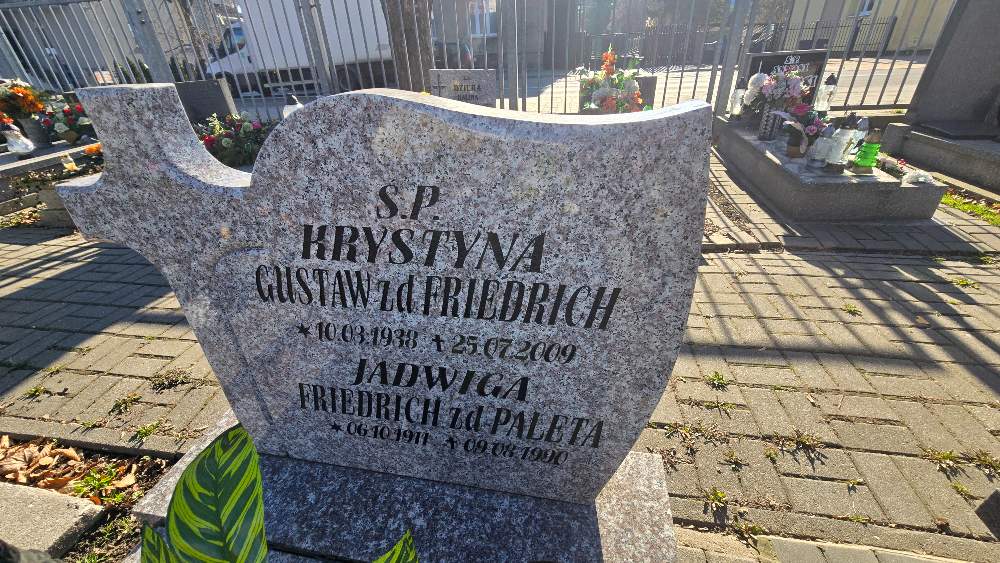 S.P.
KRYSTYNA
GUSTAW zd FRIEDRICH
* 10.03.1938 ✝ 25.07.2009
JADWIGA
FRIEDRICH zd PALETA
* 06.10.1911 ✝ 09.08.1990